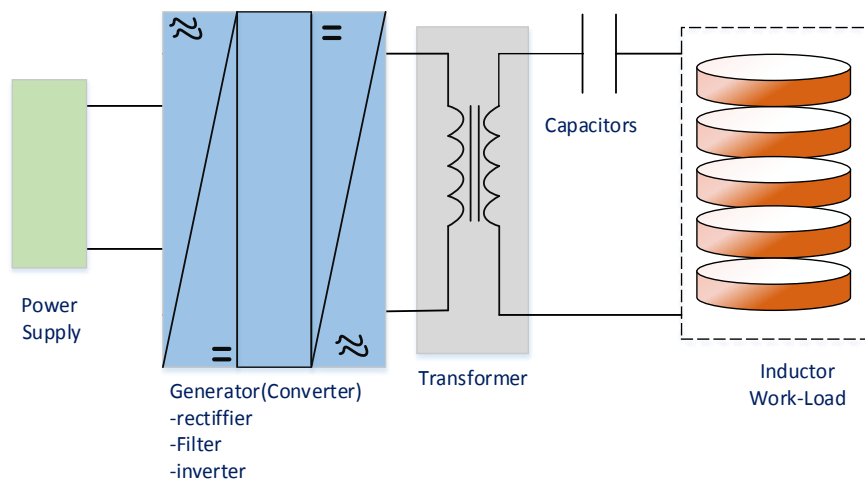 ≈
=
Capacitors
=
≈
Power
Supply
Generator(Converter)
-rectiffier
-Filter
-inverter
Transformer
Inductor
Work-Load